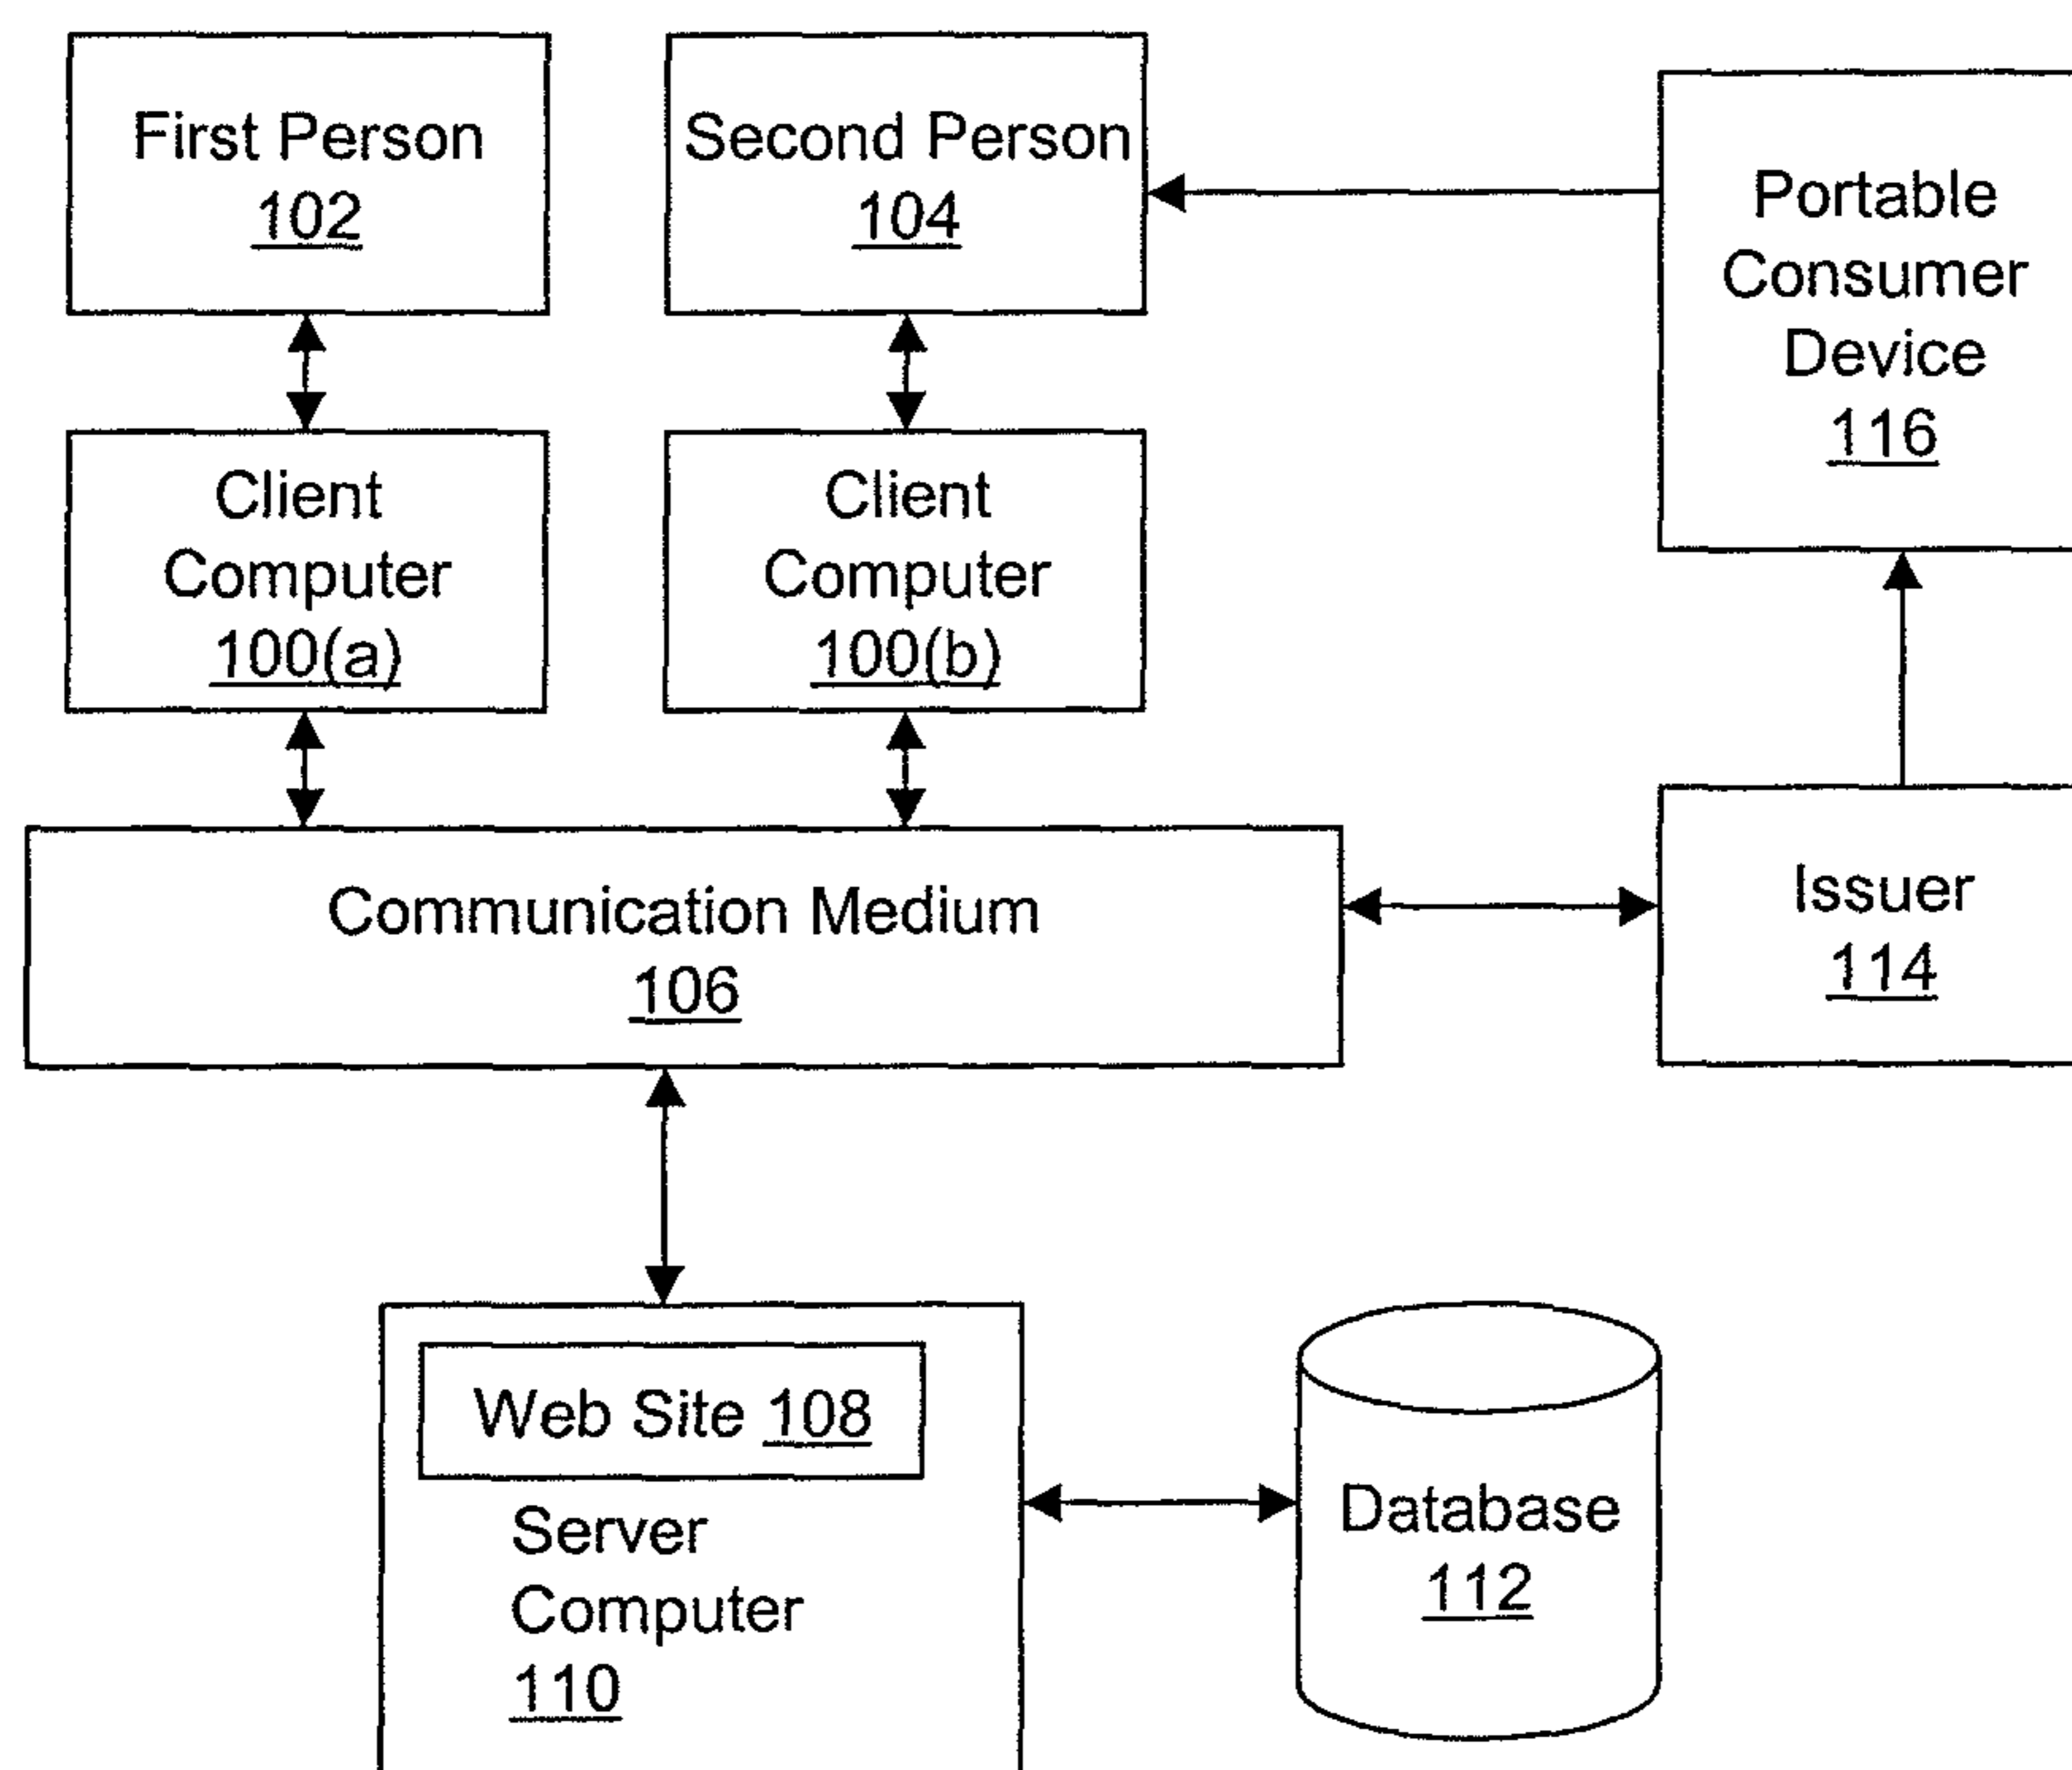 First Person
102
Second Person
104
Portable
Consumer
Device
116
Client
Computer
100(a)
Client
Computer
100(b)
Communication Medium
106
Issuer
114
Web Site 108
Server
Computer
110
Database
112